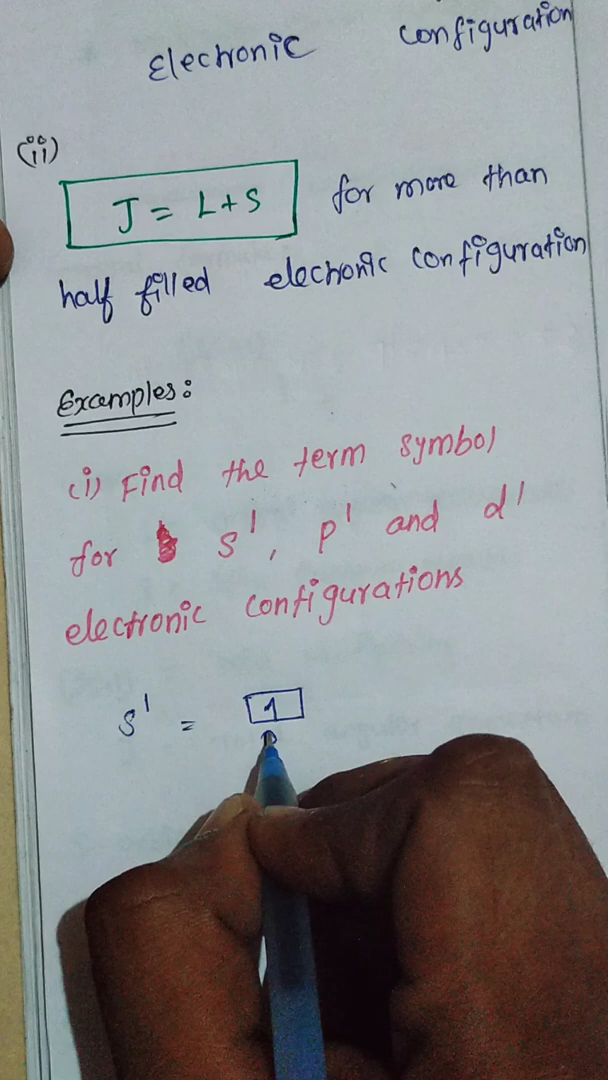 Electronic configuration
(ii)
J = L+S for more than
half filled electronic configuration
Examples:
(i) Find the term symbol
for s¹, p¹ and d¹
electronic configurations
s¹ = 1
0